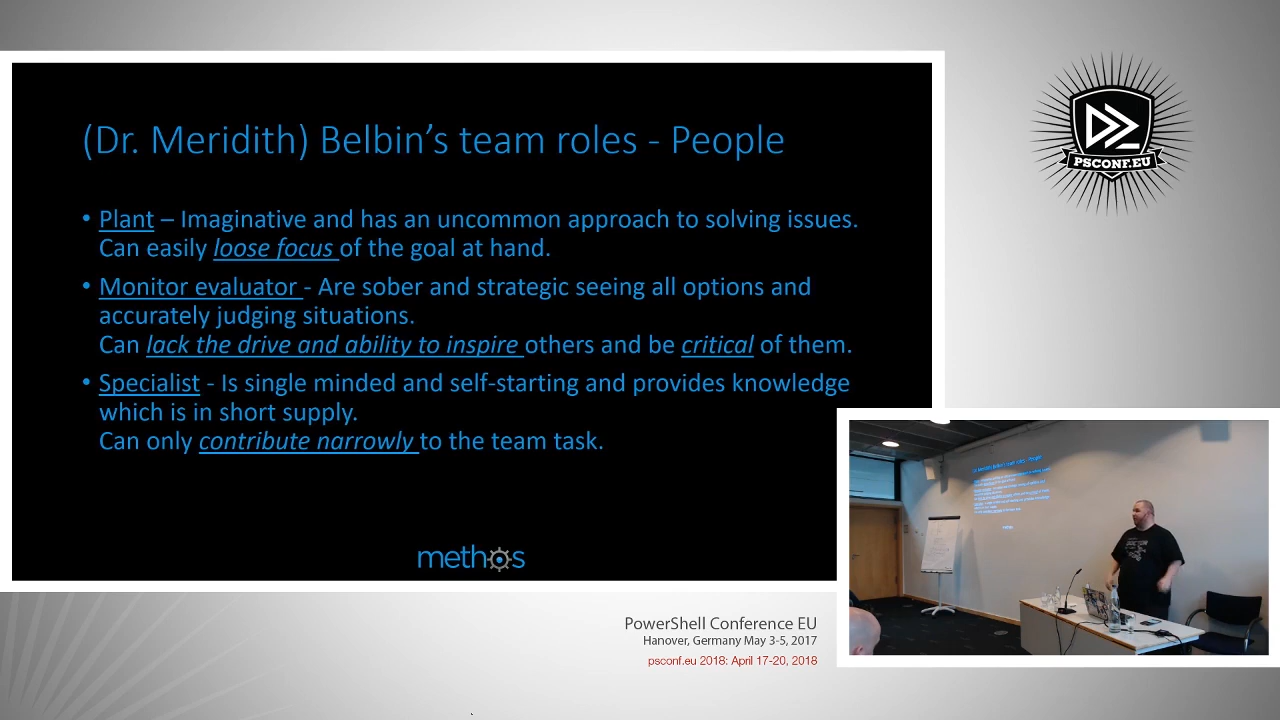 (Dr. Meridith) Belbin’s team roles - People
• Plant – Imaginative and has an uncommon approach to solving issues.
Can easily loose focus of the goal at hand.
• Monitor evaluator - Are sober and strategic seeing all options and
accurately judging situations.
Can lack the drive and ability to inspire others and be critical of them.
• Specialist - Is single minded and self-starting and provides knowledge
which is in short supply.
Can only contribute narrowly to the team task.
methos
PSCONF.EU
PowerShell Conference EU
Hanover, Germany May 3-5, 2017
psconf.eu 2018: April 17-20, 2018